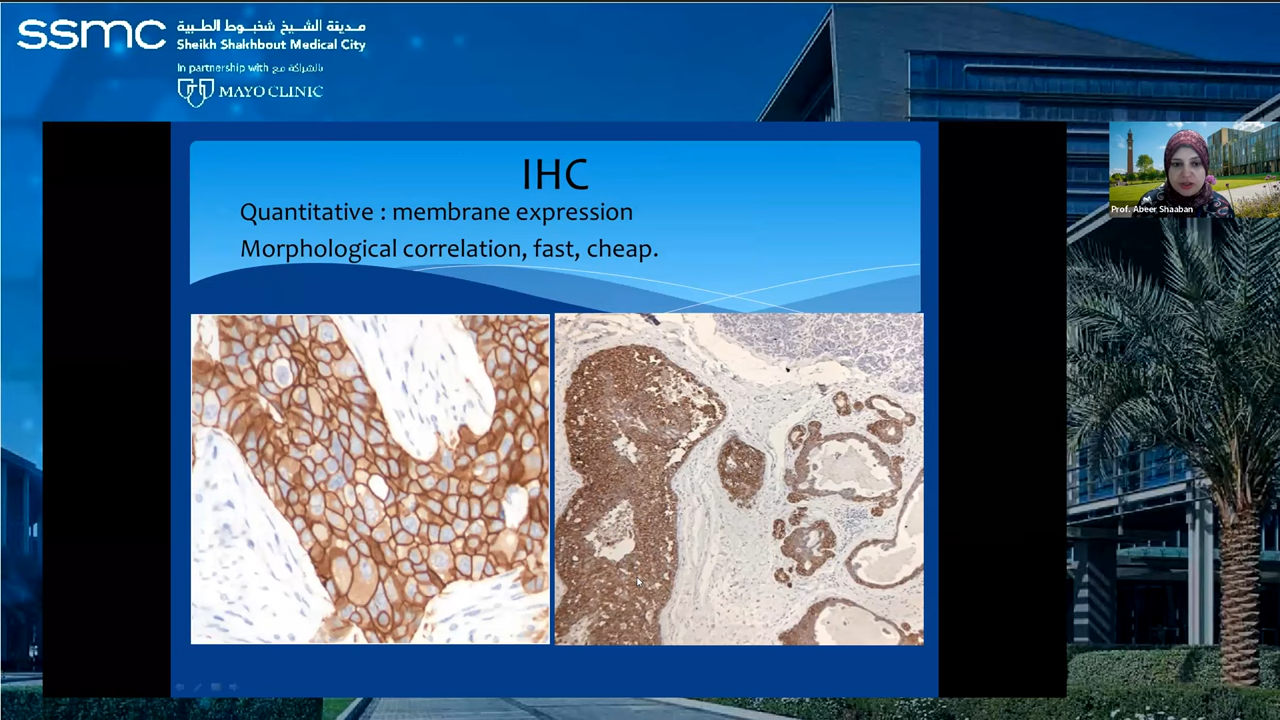 ssmc
مدينة الشيخ شخبوط الطبية
Sheikh Shakhbout Medical City
In partnership with بالشراكة مع
MAYO CLINIC
IHC
Quantitative : membrane expression
Morphological correlation, fast, cheap.
Prof. Abeer Shaaban